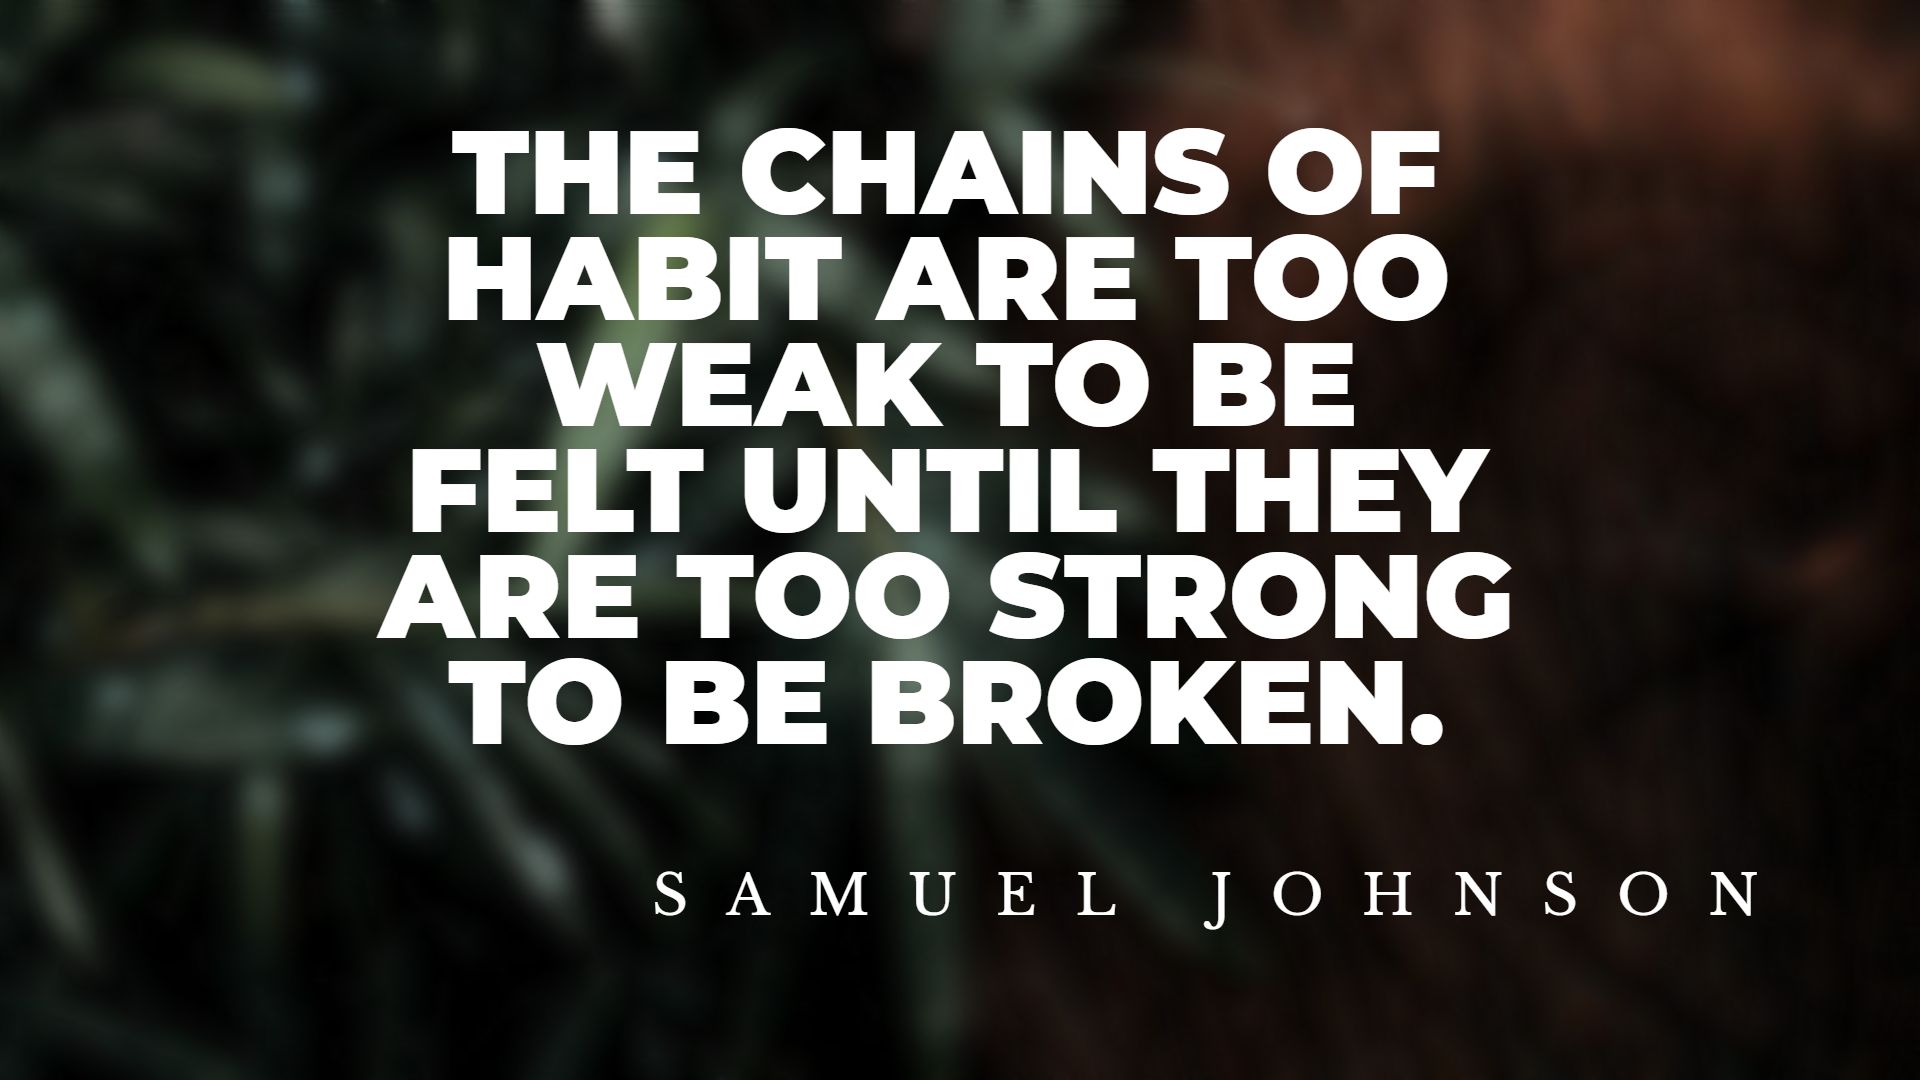 THE CHAINS OF
HABIT ARE TOO
WEAK TO BE
FELT UNTIL THEY
ARE TOO STRONG
TO BE BROKEN.
SAMUEL JOHNSON